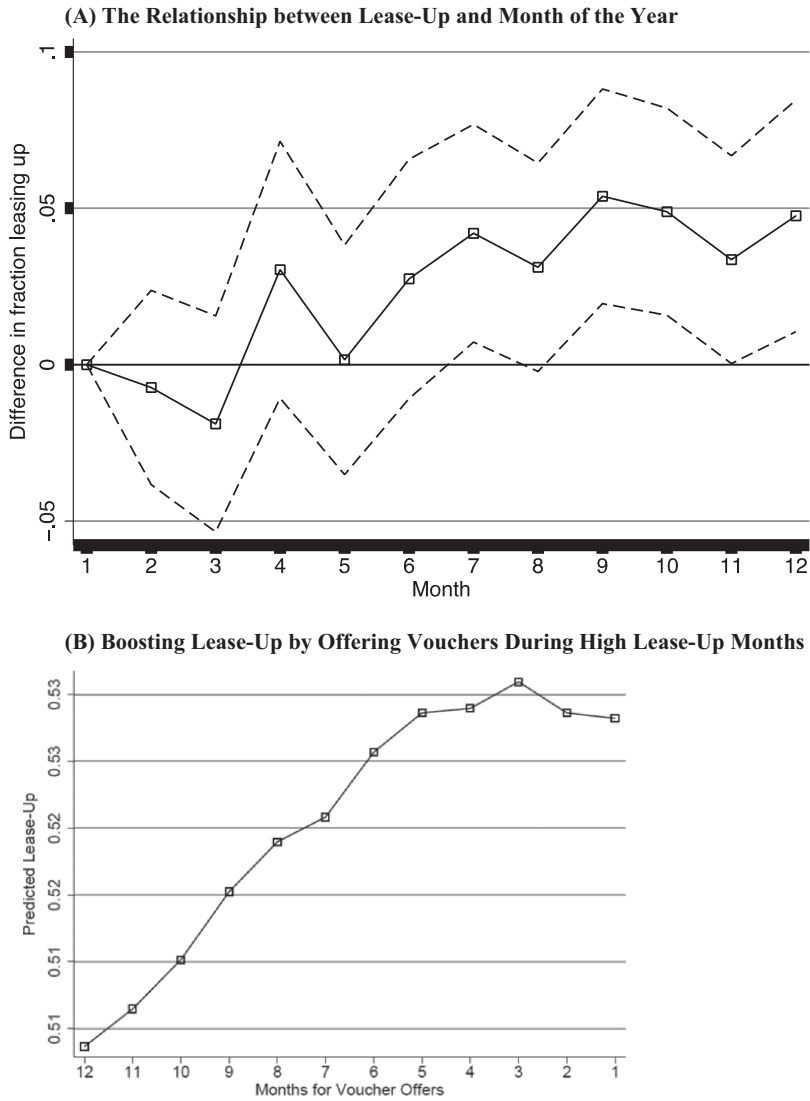 (A) The Relationship between Lease-Up and Month of the Year
.1
.05
0
-.05
Difference in fraction leasing up
1 2 3 4 5 6 7 8 9 10 11 12
Month
(B) Boosting Lease-Up by Offering Vouchers During High Lease-Up Months
0.53
0.53
0.52
0.52
0.51
0.51
Predicted Lease-Up
12 11 10 9 8 7 6 5 4 3 2 1
Months for Voucher Offers